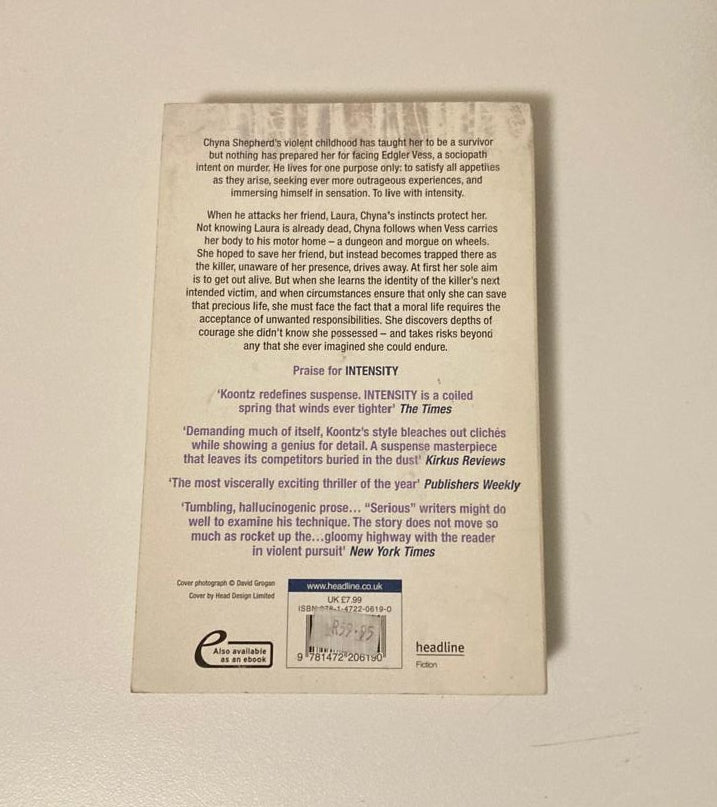 Chyna Shepherd's violent childhood has taught her to be a survivor
but nothing has prepared her for facing Edgler Vess, a sociopath
intent on murder. He lives for one purpose only: to satisfy all appetites
as they arise, seeking ever more outrageous experiences, and
immersing himself in sensation. To live with intensity.
When he attacks her friend, Laura, Chyna's instincts protect her.
Not knowing Laura is already dead, Chyna follows when Vess carries
her body to his motor home – a dungeon and morgue on wheels.
She hoped to save her friend, but instead becomes trapped there as
the killer, unaware of her presence, drives away. At first her sole aim
is to get out alive. But when she learns the identity of the killer's next
intended victim, and when circumstances ensure that only she can save
that precious life, she must face the fact that a moral life requires the
acceptance of unwanted responsibilities. She discovers depths of
courage she didn't know she possessed – and takes risks beyond
any that she ever imagined she could endure.
Praise for INTENSITY
'Koontz redefines suspense. INTENSITY is a coiled
spring that winds ever tighter' The Times
'Demanding much of itself, Koontz's style bleaches out clichés
while showing a genius for detail. A suspense masterpiece
that leaves its competitors buried in the dust' Kirkus Reviews
'The most viscerally exciting thriller of the year' Publishers Weekly
'Tumbling, hallucinogenic prose... "Serious" writers might do
well to examine his technique. The story does not move so
much as rocket up the...gloomy highway with the reader
in violent pursuit' New York Times
Cover photograph © David Grogan
Cover by Head Design Limited
www.headline.co.uk
UK £7.99
ISBN 978-1-4722-0619-0
R59.95
9 781472 206190
Also available
as an ebook
headline
Fiction